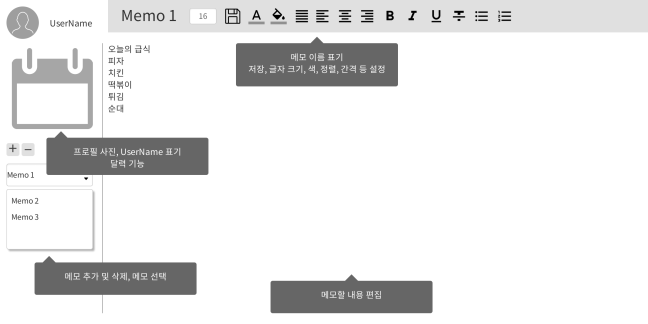 UserName
Memo 1
16
A
B
I
U
T
메모 이름 표기
저장, 글자 크기, 색, 정렬, 간격 등 설정
오늘의 급식
피자
치킨
떡볶이
튀김
순대
프로필 사진, UserName 표기
달력 기능
Memo 1
Memo 2
Memo 3
메모 추가 및 삭제, 메모 선택
메모할 내용 편집